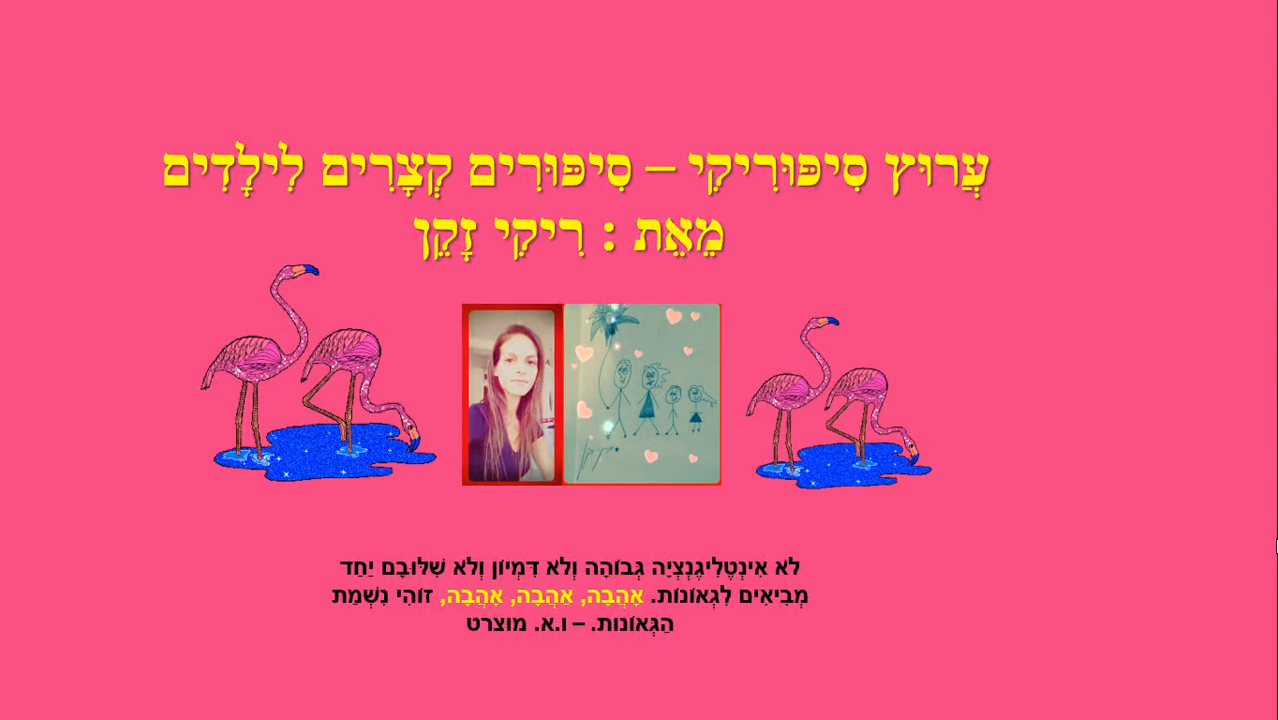 עֲרוּץ סִיפּוּרִיקִי – סִיפּוּרִים קְצָרִים לִילָדִים
מֵאֵת : רִיקִי זָקֵן
לֹא אִינְטֶלִיגֶנְצְיָה גְּבוֹהָה וְלֹא דִּמְיוֹן וְלֹא שִׁלּוּבָם יַחַד
מְבִיאִים לִגְאוֹנוּת. אַהֲבָה, אַהֲבָה, אַהֲבָה, זוֹהִי נִשְׁמַת
הַגְּאוֹנוּת. – ו.א. מוצרט